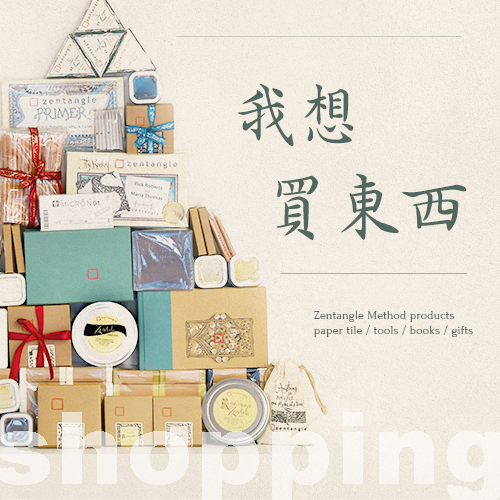 我想
買東西
Zentangle Method products
paper tile / tools / books / gifts
zentangle
PRIMER
zentangle
Rick Roberts
Maria Thomas
MICRON 01
zentangle
shopping